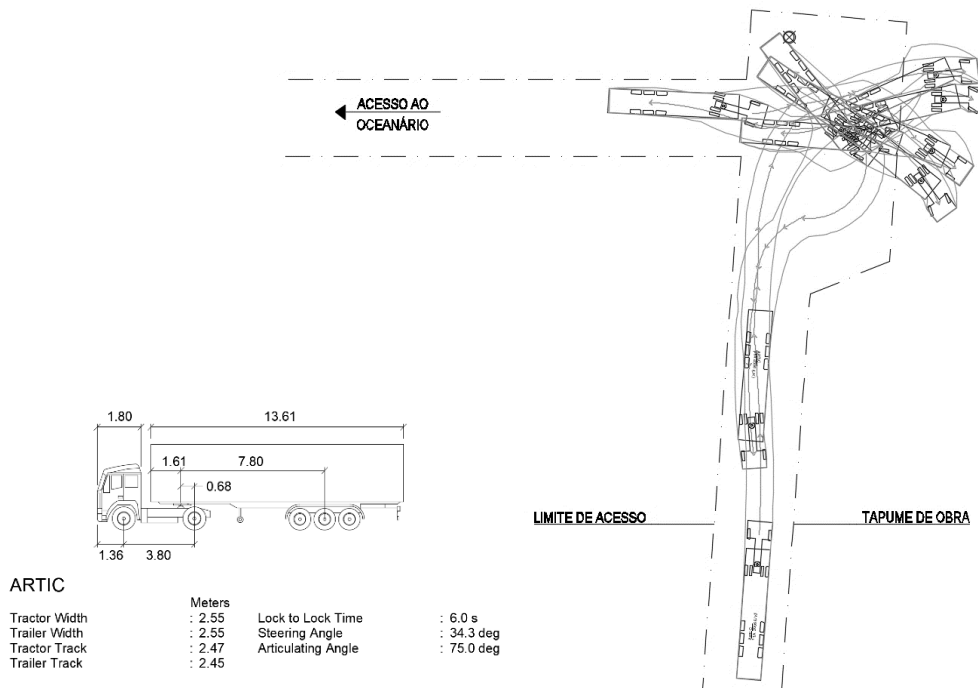 ACESSO AO
OCEANÁRIO
1.80
13.61
1.61
7.80
0.68
1.36
3.80
LIMITE DE ACESSO
TAPUME DE OBRA
ARTIC
Meters
Tractor Width : 2.55 Lock to Lock Time : 6.0 s
Trailer Width : 2.55 Steering Angle : 34.3 deg
Tractor Track : 2.47 Articulating Angle : 75.0 deg
Trailer Track : 2.45